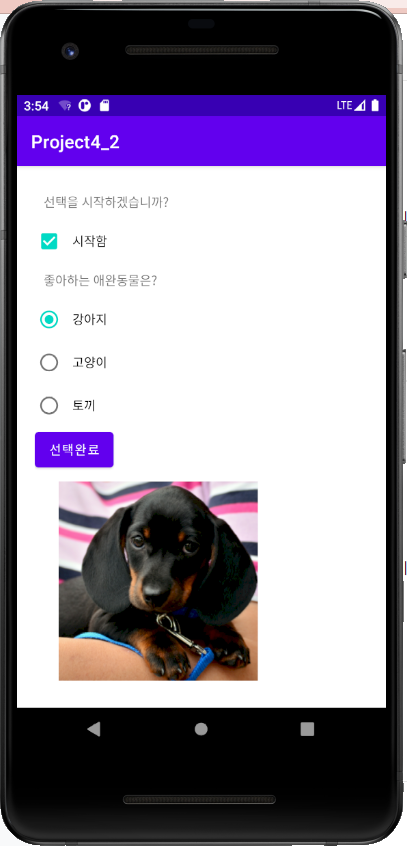 3:54
LTE
Project4_2
선택을 시작하겠습니까?
시작함
좋아하는 애완동물은?
강아지
고양이
토끼
선택완료